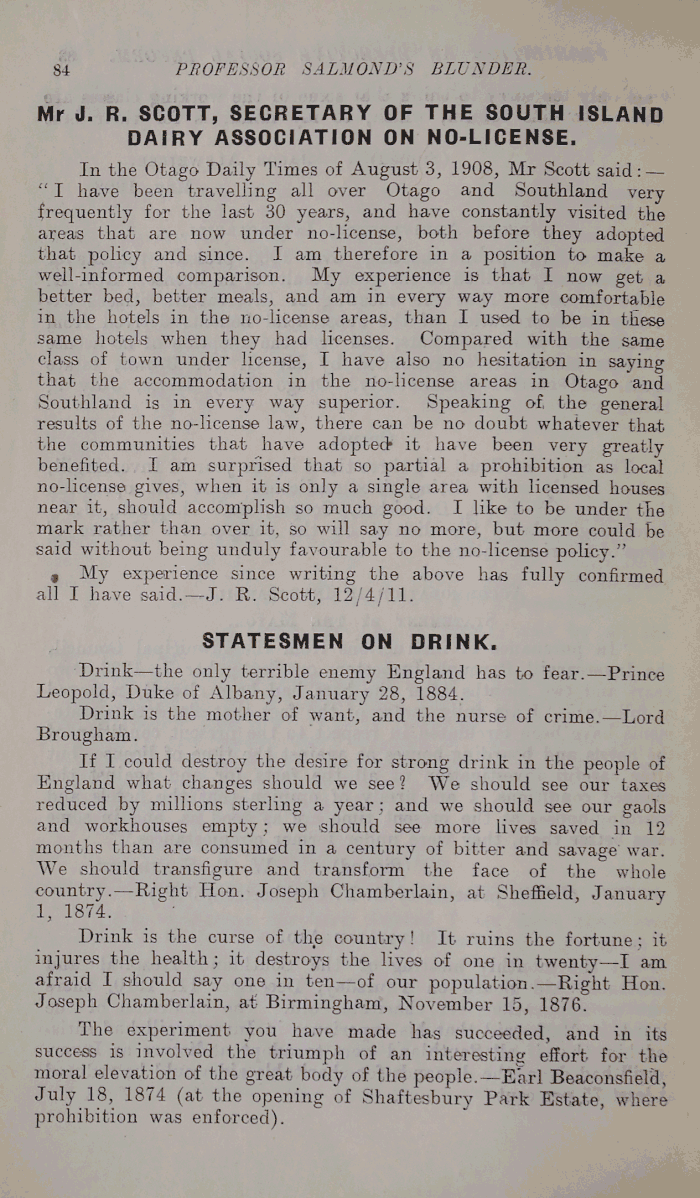 84 PROFESSOR SALMOND'S BLUNDER.
Mr J. R. SCOTT, SECRETARY OF THE SOUTH ISLAND
DAIRY ASSOCIATION ON NO-LICENSE.
In the Otago Daily Times of August 3, 1908, Mr Scott said:—
"I have been travelling all over Otago and Southland very
frequently for the last 30 years, and have constantly visited the
areas that are now under no-license, both before they adopted
that policy and since. I am therefore in a position to make a
well-informed comparison. My experience is that I now get a
better bed, better meals, and am in every way more comfortable
in the hotels in the no-license areas, than I used to be in these
same hotels when they had licenses. Compared with the same
class of town under license, I have also no hesitation in saying
that the accommodation in the no-license areas in Otago and
Southland is in every way superior. Speaking of the general
results of the no-license law, there can be no doubt whatever that
the communities that have adopted it have been very greatly
benefited. I am surprised that so partial a prohibition as local
no-license gives, when it is only a single area with licensed houses
near it, should accomplish so much good. I like to be under the
mark rather than over it, so will say no more, but more could be
said without being unduly favourable to the no-license policy."
My experience since writing the above has fully confirmed
all I have said.—J. R. Scott, 12/4/11.
STATESMEN ON DRINK.
Drink—the only terrible enemy England has to fear.—Prince
Leopold, Duke of Albany, January 28, 1884.
Drink is the mother of want, and the nurse of crime.—Lord
Brougham.
If I could destroy the desire for strong drink in the people of
England what changes should we see? We should see our taxes
reduced by millions sterling a year; and we should see our gaols
and workhouses empty; we should see more lives saved in 12
months than are consumed in a century of bitter and savage war.
We should transfigure and transform the face of the whole
country.—Right Hon. Joseph Chamberlain, at Sheffield, January
1, 1874.
Drink is the curse of the country! It ruins the fortune; it
injures the health; it destroys the lives of one in twenty—I am
afraid I should say one in ten—of our population.—Right Hon.
Joseph Chamberlain, at Birmingham, November 15, 1876.
The experiment you have made has succeeded, and in its
success is involved the triumph of an interesting effort for the
moral elevation of the great body of the people.—Earl Beaconsfield,
July 18, 1874 (at the opening of Shaftesbury Park Estate, where
prohibition was enforced).